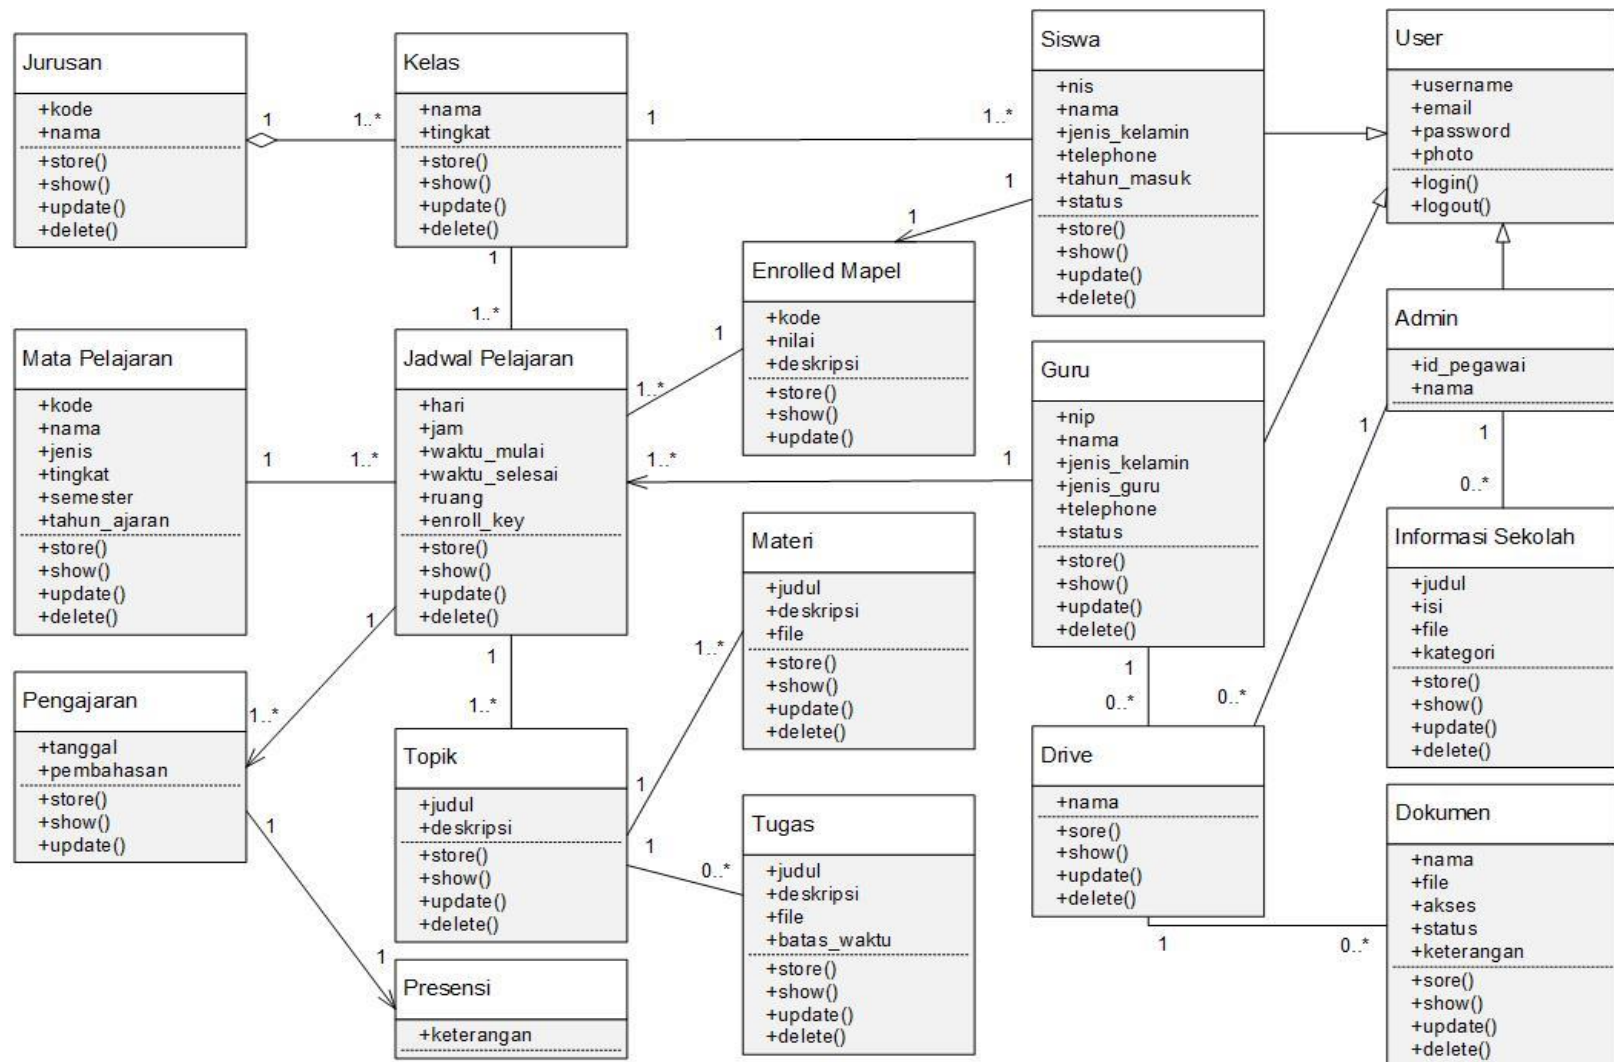 Jurusan
+kode
+nama
+store()
+show()
+update()
+delete()
1
1..*
Kelas
+nama
+tingkat
+store()
+show()
+update()
+delete()
1
1..*
Siswa
+nis
+nama
+jenis_kelamin
+telephone
+tahun_masuk
+status
+store()
+show()
+update()
+delete()
User
+username
+email
+password
+photo
+login()
+logout()
1
1
1
1..*
Enrolled Mapel
+kode
+nilai
+deskripsi
+store()
+show()
+update()
1
1..*
Admin
+id_pegawai
+nama
Mata Pelajaran
+kode
+nama
+jenis
+tingkat
+semester
+tahun_ajaran
+store()
+show()
+update()
+delete()
1
1..*
Jadwal Pelajaran
+hari
+jam
+waktu_mulai
+waktu_selesai
+ruang
+enroll_key
+store()
+show()
+update()
+delete()
1..*
1
Guru
+nip
+nama
+jenis_kelamin
+jenis_guru
+telephone
+status
+store()
+show()
+update()
+delete()
1
1
0..*
Informasi Sekolah
+judul
+isi
+file
+kategori
+store()
+show()
+update()
+delete()
Materi
+judul
+deskripsi
+file
+store()
+show()
+update()
+delete()
1
1..*
1
1..*
1..*
1
1
0..*
0..*
Pengajaran
+tanggal
+pembahasan
+store()
+show()
+update()
1
1
Topik
+judul
+deskripsi
+store()
+show()
+update()
+delete()
1
0..*
Tugas
+judul
+deskripsi
+file
+batas_waktu
+store()
+show()
+update()
+delete()
Drive
+nama
+sore()
+show()
+update()
+delete()
1
0..*
Dokumen
+nama
+file
+akses
+status
+keterangan
+sore()
+show()
+update()
+delete()
Presensi
+keterangan